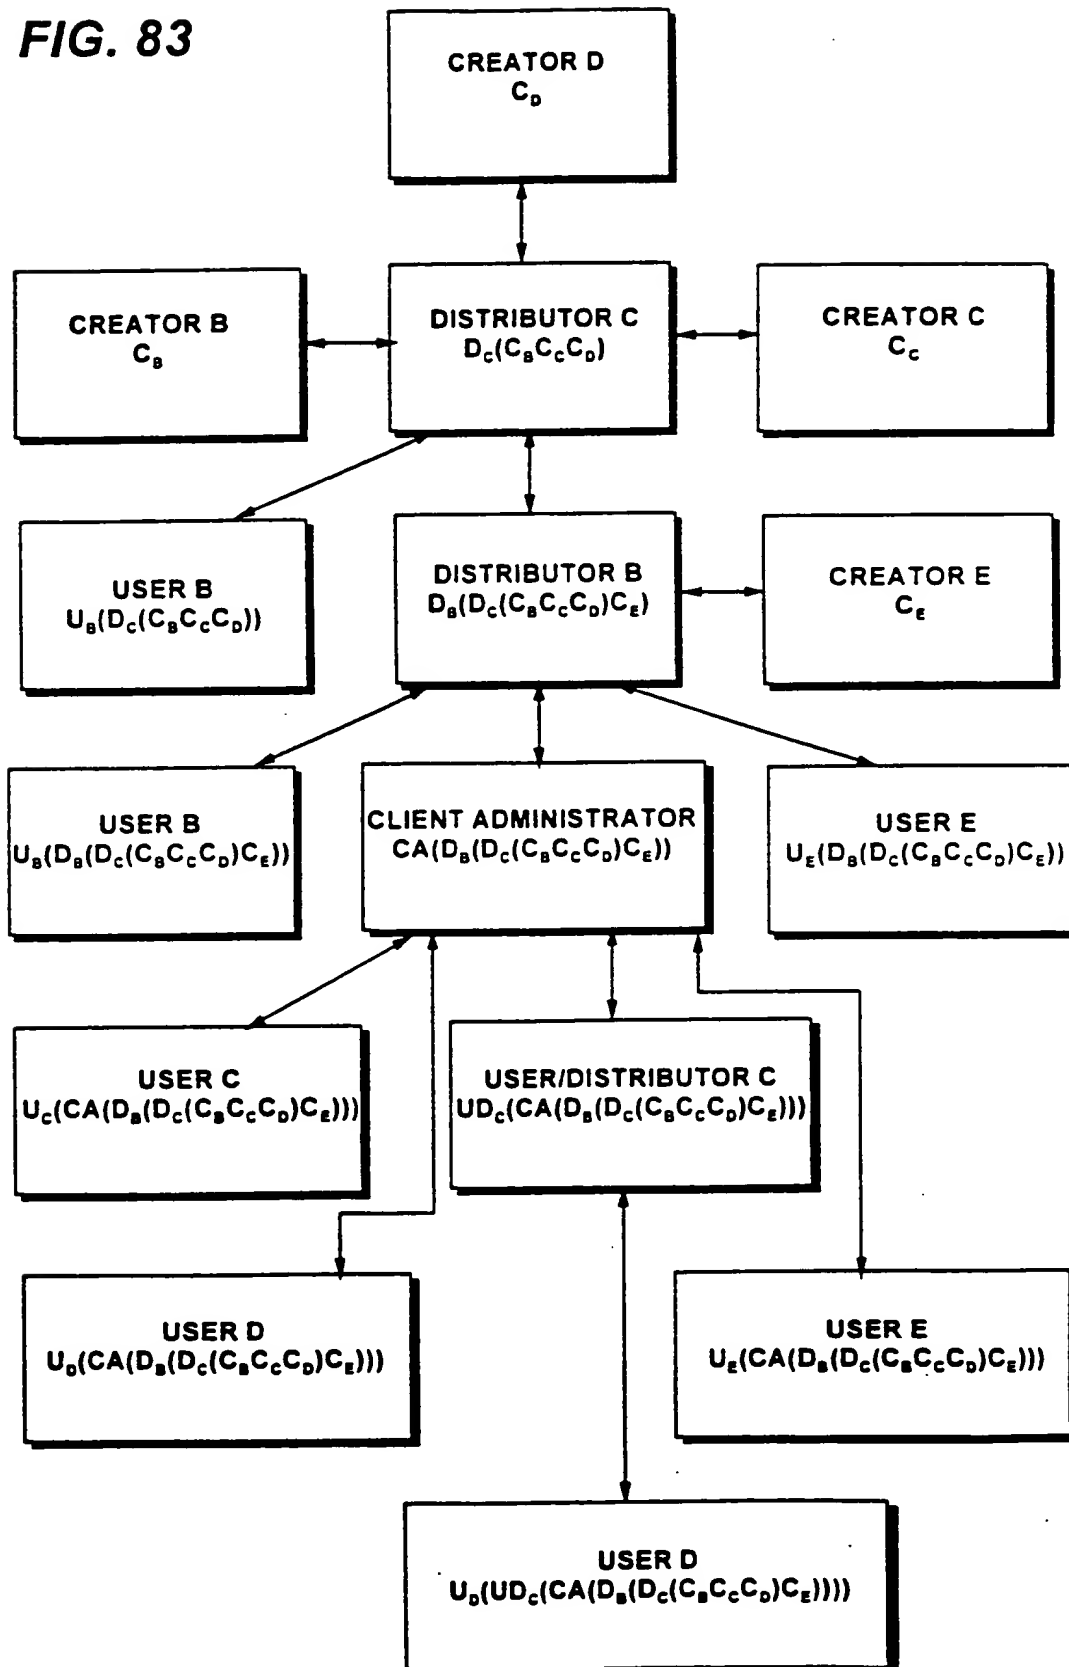 FIG. 83
CREATOR D
C_D
CREATOR B
C_B
DISTRIBUTOR C
D_C(C_BC_CC_D)
CREATOR C
C_C
USER B
U_B(D_C(C_BC_CC_D))
DISTRIBUTOR B
D_B(D_C(C_BC_CC_D)C_E)
CREATOR E
C_E
USER B
U_B(D_B(D_C(C_BC_CC_D)C_E))
CLIENT ADMINISTRATOR
CA(D_B(D_C(C_BC_CC_D)C_E))
USER E
U_E(D_B(D_C(C_BC_CC_D)C_E))
USER C
U_C(CA(D_B(D_C(C_BC_CC_D)C_E)))
USER/DISTRIBUTOR C
UD_C(CA(D_B(D_C(C_BC_CC_D)C_E)))
USER D
U_D(CA(D_B(D_C(C_BC_CC_D)C_E)))
USER E
U_E(CA(D_B(D_C(C_BC_CC_D)C_E)))
USER D
U_D(UD_C(CA(D_B(D_C(C_BC_CC_D)C_E))))